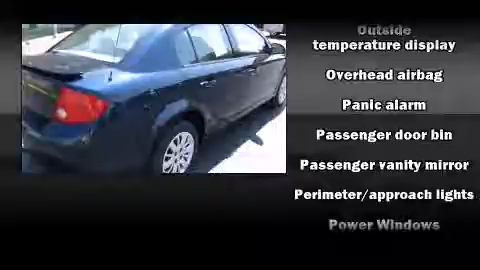 Outside
temperature display
Overhead airbag
Panic alarm
Passenger door bin
Passenger vanity mirror
Perimeter/approach lights
Power Windows